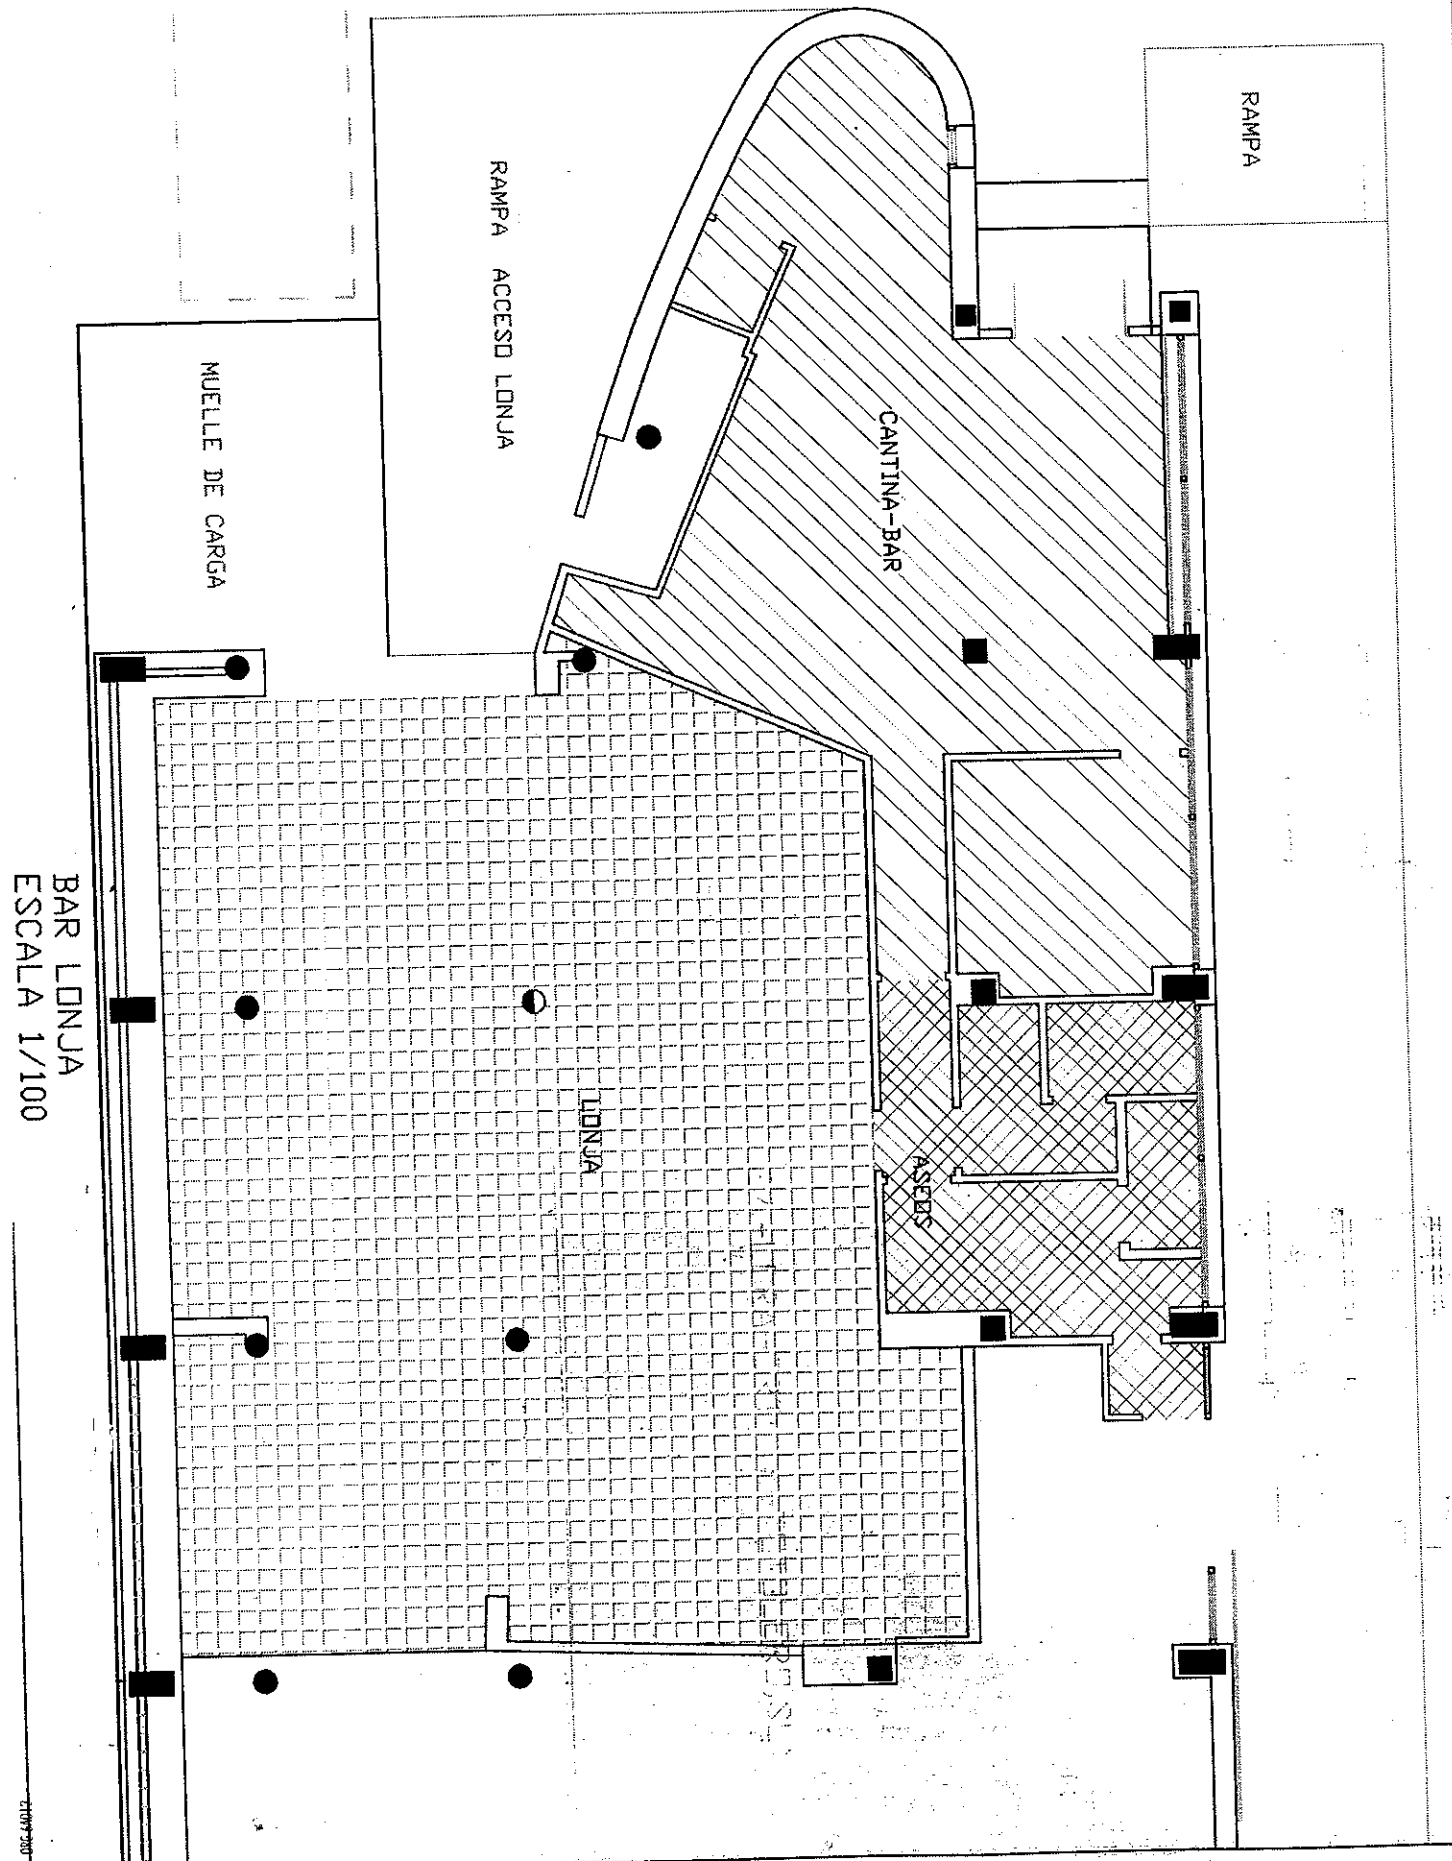 RAMPA
RAMPA ACCESO LONJA
MUELLE DE CARGA
CANTINA-BAR
LONJA
ASEOS
BAR LONJA
ESCALA 1/100